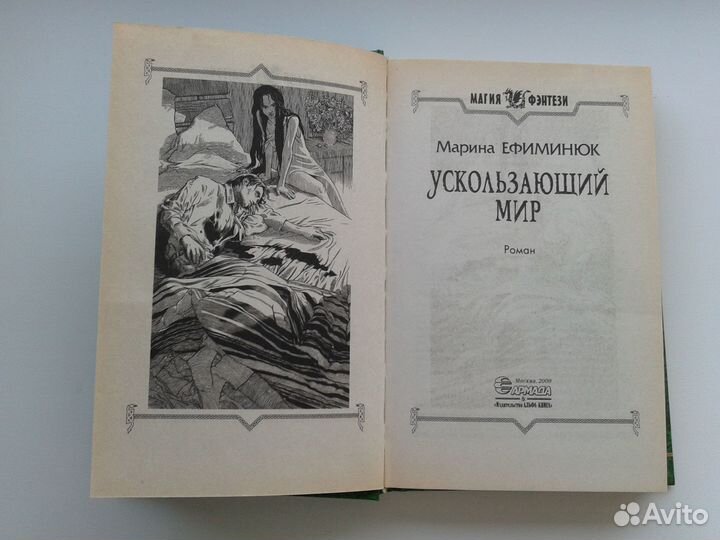 МАГИЯ ФЭНТЕЗИ
Марина ЕФИМИНЮК
УСКОЛЬЗАЮЩИЙ
МИР
Роман
Москва, 2009
АРМАДА
«Издательство АЛЬФА-КНИГА»
Avito